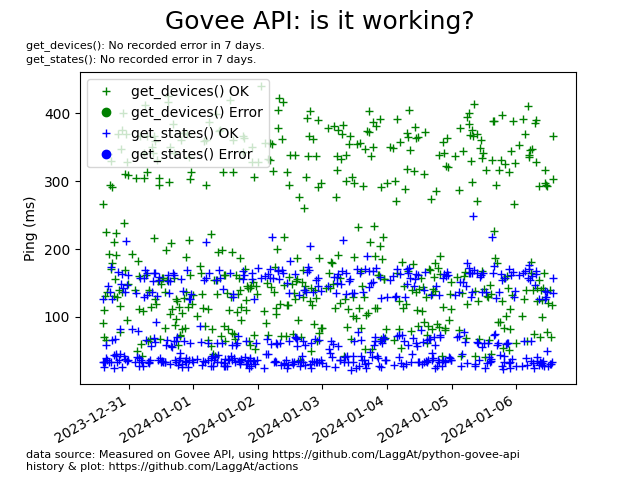 Govee API: is it working?
get_devices(): No recorded error in 7 days.
get_states(): No recorded error in 7 days.
get_devices() OK
get_devices() Error
get_states() OK
get_states() Error
Ping (ms)
400
300
200
100
2023-12-31
2024-01-01
2024-01-02
2024-01-03
2024-01-04
2024-01-05
2024-01-06
data source: Measured on Govee API, using https://github.com/LaggAt/python-govee-api
history & plot: https://github.com/LaggAt/actions